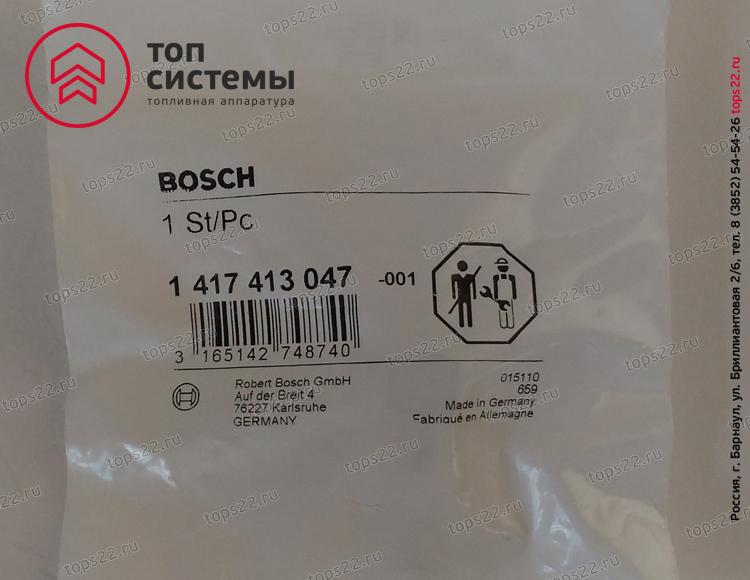 ТОП
СИСТЕМЫ
топливная аппаратура
BOSCH
1 St/Pc
1 417 413 047 -001
3 165142 748740
Robert Bosch GmbH
Auf der Breit 4
76227 Karlsruhe
GERMANY
015110
659
Made in Germany
Fabriqué en Allemagne
Россия, г. Барнаул, ул. Бриллиантовая 2/6, тел. 8 (3852) 54-54-26 tops22.ru
tops22.ru